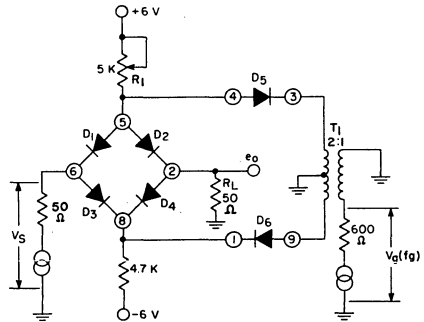 +6 V
5 K
R1
D5
4
3
5
D1
D2
T1
2:1
6
2
eo
RL
50
Ω
50
Ω
D3
D4
8
D6
1
9
600
Ω
VS
Vg(fg)
4.7 K
-6 V